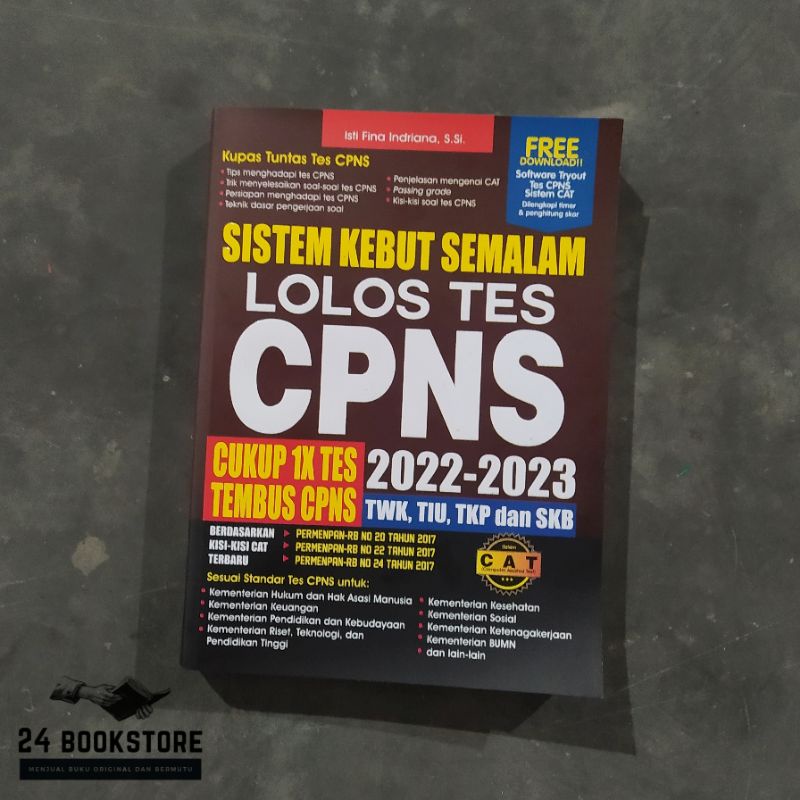 Isti Fina Indriana, S.Si.
Kupas Tuntas Tes CPNS
• Tips menghadapi tes CPNS
• Trik menyelesaikan soal-soal tes CPNS
• Persiapan menghadapi tes CPNS
• Teknik dasar pengerjaan soal
• Penjelasan mengenai CAT
• Passing grade
• Kisi-kisi soal tes CPNS
FREE
DOWNLOAD!!
Software Tryout
Tes CPNS
Sistem CAT
Dilengkapi timer
& penghitung skor
SISTEM KEBUT SEMALAM
LOLOS TES
CPNS
CUKUP 1X TES
TEMBUS CPNS
2022-2023
TWK, TIU, TKP dan SKB
BERDASARKAN
KISI-KISI CAT
TERBARU
PERMENPAN-RB NO 20 TAHUN 2017
PERMENPAN-RB NO 22 TAHUN 2017
PERMENPAN-RB NO 24 TAHUN 2017
Sistem
CAT
(Computer Assisted Test)
Sesuai Standar Tes CPNS untuk:
• Kementerian Hukum dan Hak Asasi Manusia
• Kementerian Keuangan
• Kementerian Pendidikan dan Kebudayaan
• Kementerian Riset, Teknologi, dan
Pendidikan Tinggi
• Kementerian Kesehatan
• Kementerian Sosial
• Kementerian Ketenagakerjaan
• Kementerian BUMN
• dan lain-lain
24 BOOKSTORE
MENJUAL BUKU ORIGINAL DAN BERMUTU